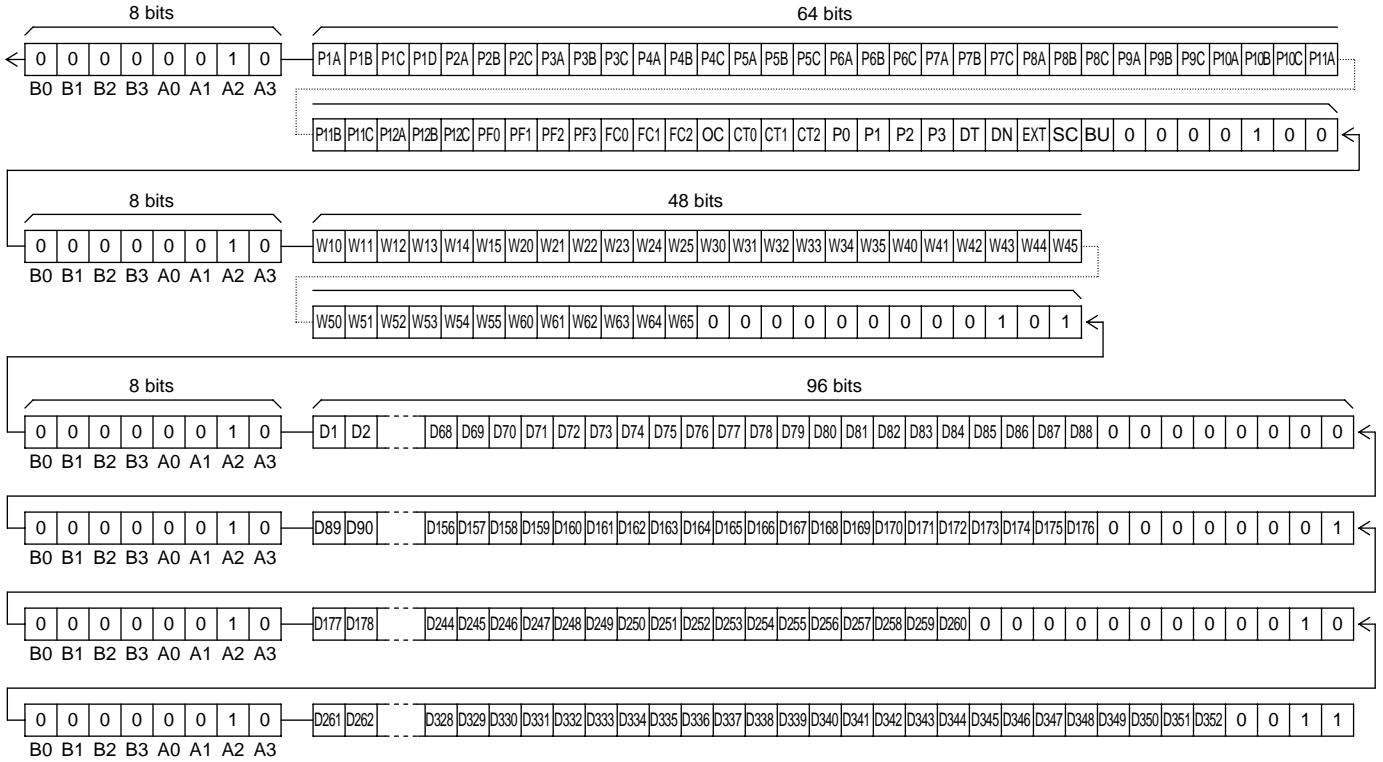 8 bits 64 bits
0 0 0 0 0 0 1 0 P1A P1B P1C P1D P2A P2B P2C P3A P3B P3C P4A P4B P4C P5A P5B P5C P6A P6B P6C P7A P7B P7C P8A P8B P8C P9A P9B P9C P10A P10B P10C P11A
B0 B1 B2 B3 A0 A1 A2 A3
P11B P11C P12A P12B P12C PF0 PF1 PF2 PF3 FC0 FC1 FC2 OC CT0 CT1 CT2 P0 P1 P2 P3 DT DN EXT SC BU 0 0 0 0 1 0 0
8 bits 48 bits
0 0 0 0 0 0 1 0 W10 W11 W12 W13 W14 W15 W20 W21 W22 W23 W24 W25 W30 W31 W32 W33 W34 W35 W40 W41 W42 W43 W44 W45
B0 B1 B2 B3 A0 A1 A2 A3
W50 W51 W52 W53 W54 W55 W60 W61 W62 W63 W64 W65 0 0 0 0 0 0 0 0 0 1 0 1
8 bits 96 bits
0 0 0 0 0 0 1 0 D1 D2 D68 D69 D70 D71 D72 D73 D74 D75 D76 D77 D78 D79 D80 D81 D82 D83 D84 D85 D86 D87 D88 0 0 0 0 0 0 0 0
B0 B1 B2 B3 A0 A1 A2 A3
0 0 0 0 0 0 1 0 D89 D90 D156 D157 D158 D159 D160 D161 D162 D163 D164 D165 D166 D167 D168 D169 D170 D171 D172 D173 D174 D175 D176 0 0 0 0 0 0 0 1
B0 B1 B2 B3 A0 A1 A2 A3
0 0 0 0 0 0 1 0 D177 D178 D244 D245 D246 D247 D248 D249 D250 D251 D252 D253 D254 D255 D256 D257 D258 D259 D260 0 0 0 0 0 0 0 0 0 0 1 0
B0 B1 B2 B3 A0 A1 A2 A3
0 0 0 0 0 0 1 0 D261 D262 D328 D329 D330 D331 D332 D333 D334 D335 D336 D337 D338 D339 D340 D341 D342 D343 D344 D345 D346 D347 D348 D349 D350 D351 D352 0 0 1 1
B0 B1 B2 B3 A0 A1 A2 A3